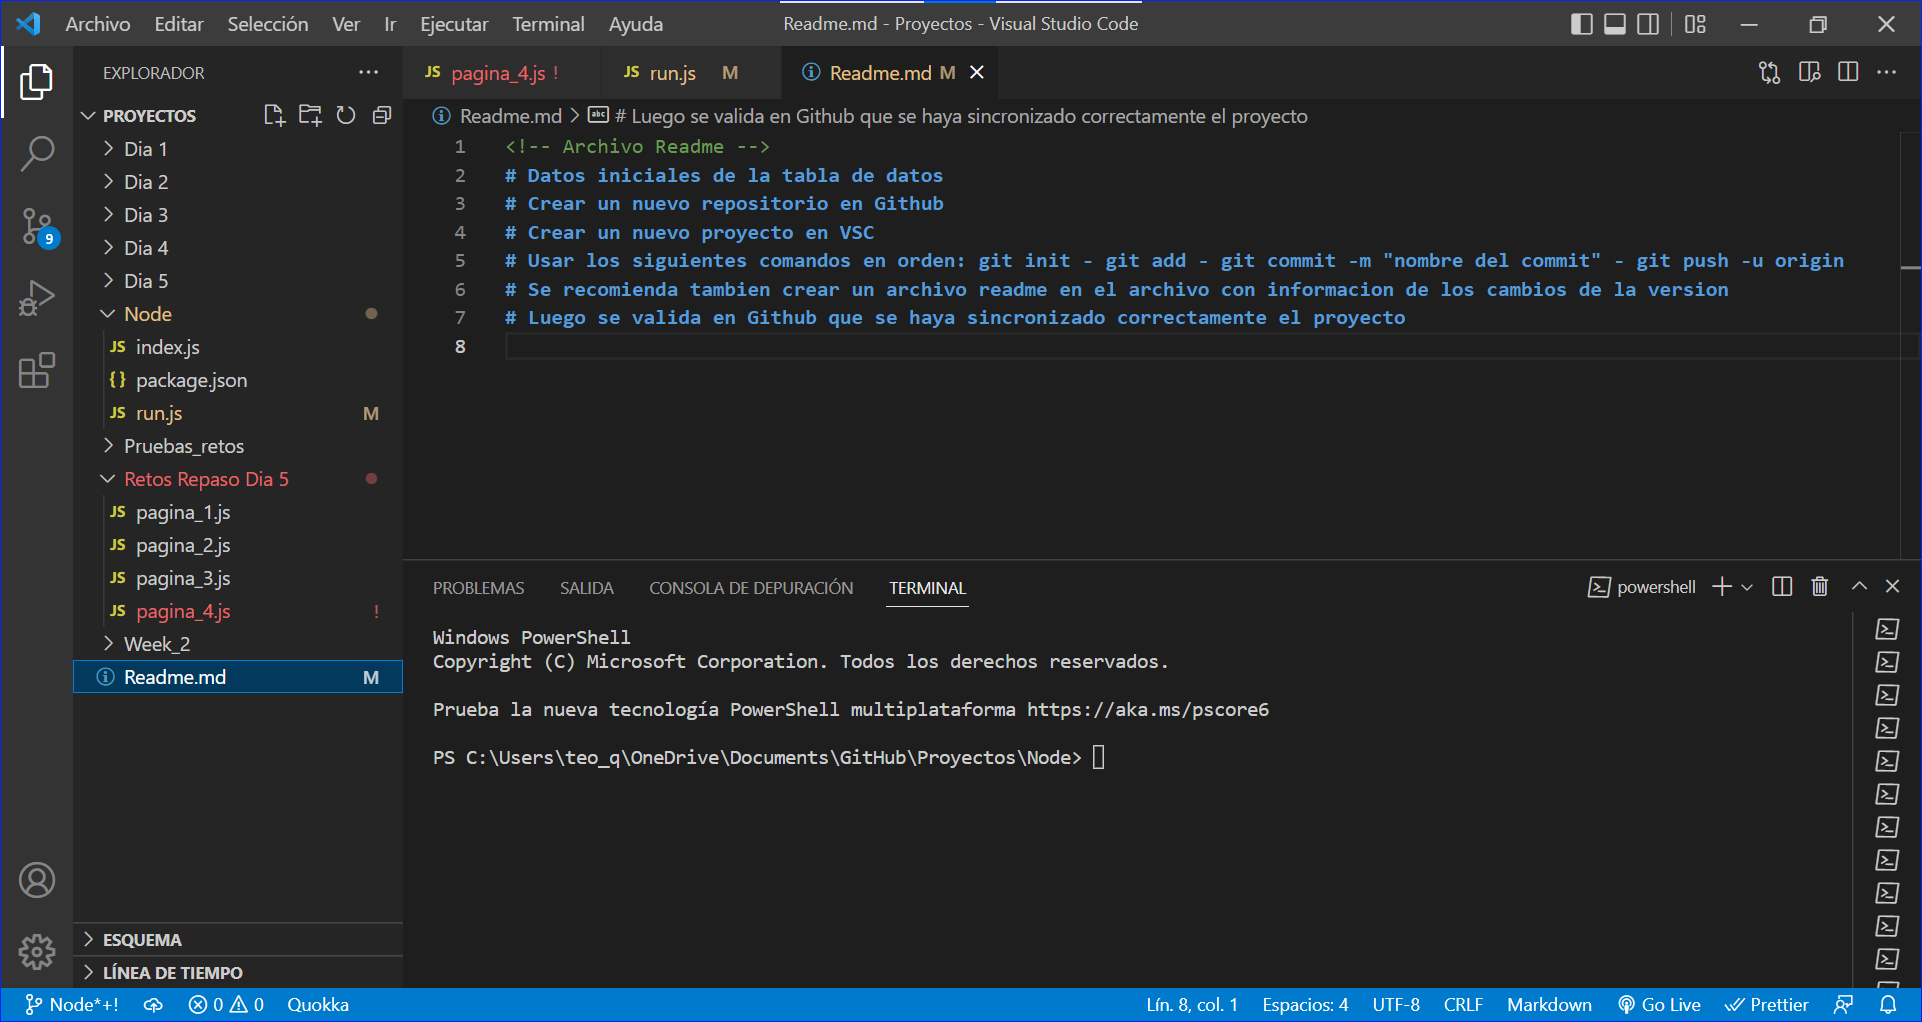 Archivo Editar Selección Ver Ir Ejecutar Terminal Ayuda Readme.md - Proyectos - Visual Studio Code
EXPLORADOR
PROYECTOS
Dia 1
Dia 2
Dia 3
Dia 4
Dia 5
Node
JS index.js
{} package.json
JS run.js M
Pruebas_retos
Retos Repaso Dia 5
JS pagina_1.js
JS pagina_2.js
JS pagina_3.js
JS pagina_4.js !
Week_2
Readme.md M
ESQUEMA
LÍNEA DE TIEMPO
9
JS pagina_4.js ! JS run.js M Readme.md M
Readme.md > abc # Luego se valida en Github que se haya sincronizado correctamente el proyecto
1 <!-- Archivo Readme -->
2 # Datos iniciales de la tabla de datos
3 # Crear un nuevo repositorio en Github
4 # Crear un nuevo proyecto en VSC
5 # Usar los siguientes comandos en orden: git init - git add - git commit -m "nombre del commit" - git push -u origin
6 # Se recomienda tambien crear un archivo readme en el archivo con informacion de los cambios de la version
7 # Luego se valida en Github que se haya sincronizado correctamente el proyecto
8
PROBLEMAS SALIDA CONSOLA DE DEPURACIÓN TERMINAL powershell
Windows PowerShell
Copyright (C) Microsoft Corporation. Todos los derechos reservados.
Prueba la nueva tecnología PowerShell multiplataforma https://aka.ms/pscore6
PS C:\Users\teo_q\OneDrive\Documents\GitHub\Proyectos\Node>
Node*+! 0 0 Quokka Lín. 8, col. 1 Espacios: 4 UTF-8 CRLF Markdown Go Live Prettier